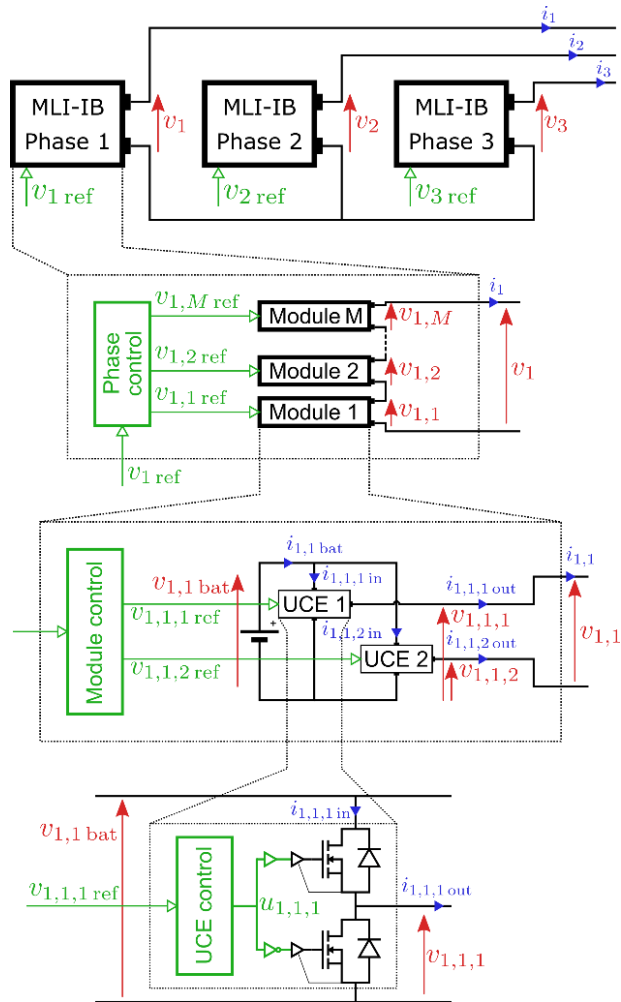 i₁
i₂
i₃
MLI-IB
Phase 1
v₁
MLI-IB
Phase 2
v₂
MLI-IB
Phase 3
v₃
v₁ ref
v₂ ref
v₃ ref
Phase control
v₁,M ref
Module M
v₁,M
i₁
v₁,₂ ref
Module 2
v₁,₂
v₁
v₁,₁ ref
Module 1
v₁,₁
v₁ ref
Module control
i₁,₁ bat
i₁,₁
v₁,₁ bat
+
i₁,₁,₁ in
i₁,₁,₁ out
v₁,₁,₁ ref
UCE 1
v₁,₁,₁
i₁,₁,₂ in
i₁,₁,₂ out
v₁,₁
v₁,₁,₂ ref
UCE 2
v₁,₁,₂
i₁,₁,₁ in
v₁,₁ bat
UCE control
v₁,₁,₁ ref
u₁,₁,₁
i₁,₁,₁ out
v₁,₁,₁